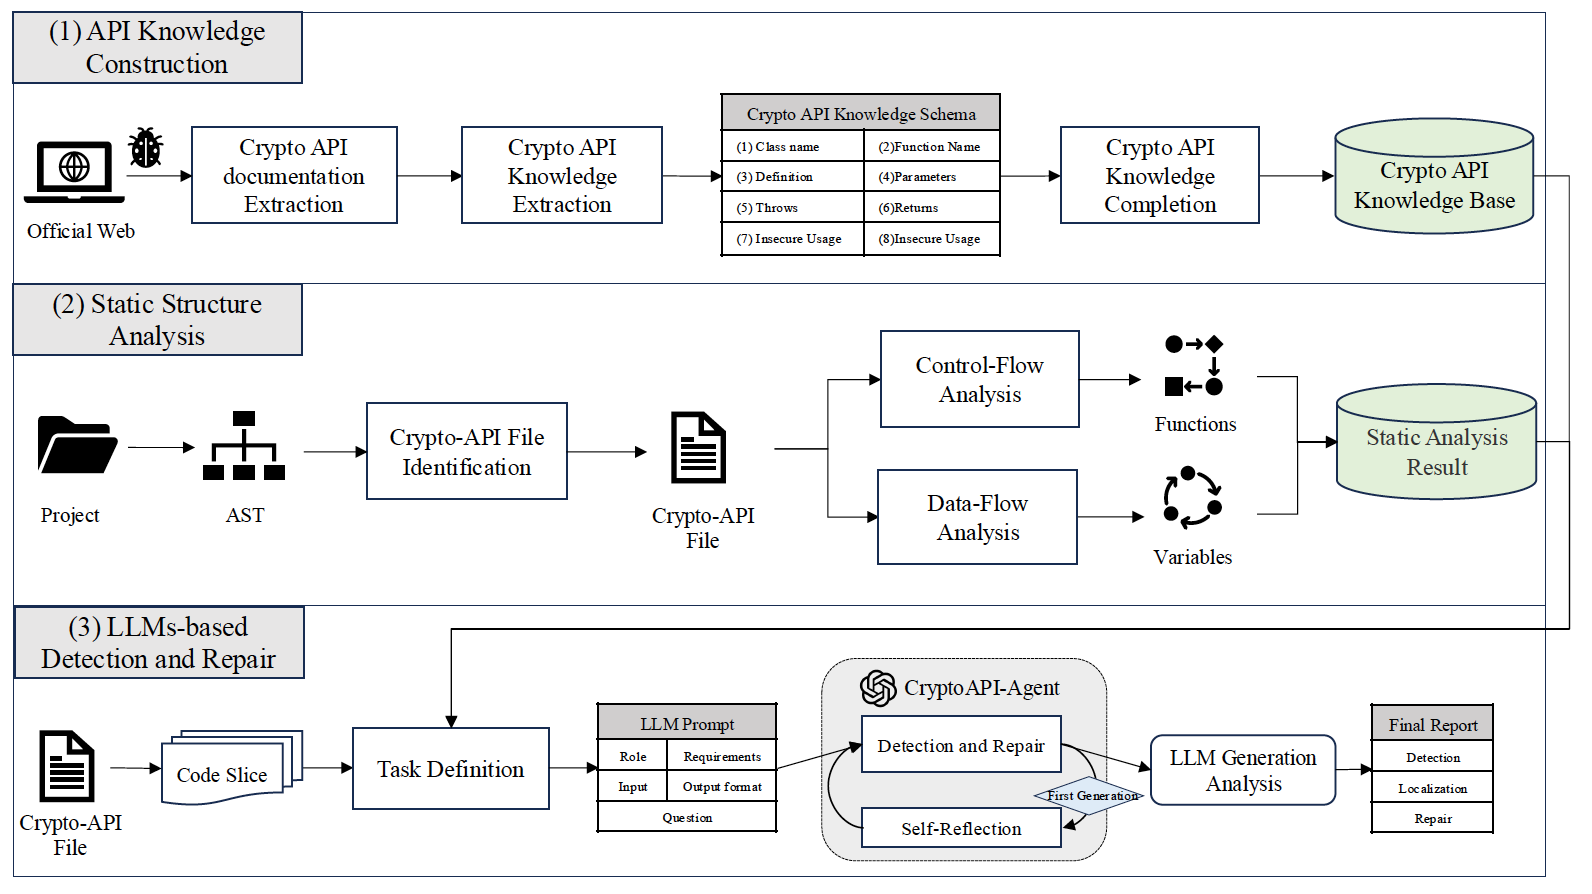 (1) API Knowledge
Construction
Official Web
Crypto API
documentation
Extraction
Crypto API
Knowledge
Extraction
Crypto API Knowledge Schema
(1) Class name
(2)Function Name
(3) Definition
(4)Parameters
(5) Throws
(6)Returns
(7) Insecure Usage
(8)Insecure Usage
Crypto API
Knowledge
Completion
Crypto API
Knowledge Base
(2) Static Structure
Analysis
Project
AST
Crypto-API File
Identification
Crypto-API
File
Control-Flow
Analysis
Functions
Data-Flow
Analysis
Variables
Static Analysis
Result
(3) LLMs-based
Detection and Repair
Crypto-API
File
Code Slice
Task Definition
LLM Prompt
Role
Requirements
Input
Output format
Question
CryptoAPI-Agent
Detection and Repair
First Generation
Self-Reflection
LLM Generation
Analysis
Final Report
Detection
Localization
Repair